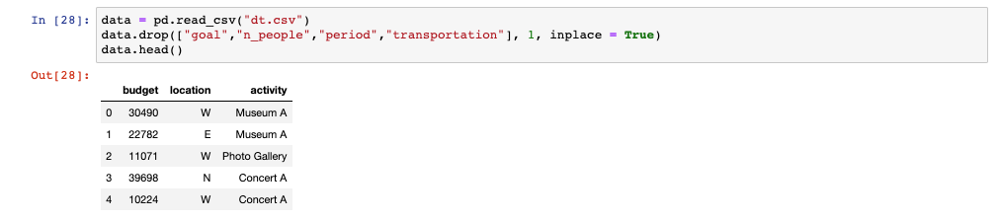 In [28]: data = pd.read_csv("dt.csv")
data.drop(["goal","n_people","period","transportation"], 1, inplace = True)
data.head()
Out[28]:
budget location activity
0 30490 W Museum A
1 22782 E Museum A
2 11071 W Photo Gallery
3 39698 N Concert A
4 10224 W Concert A